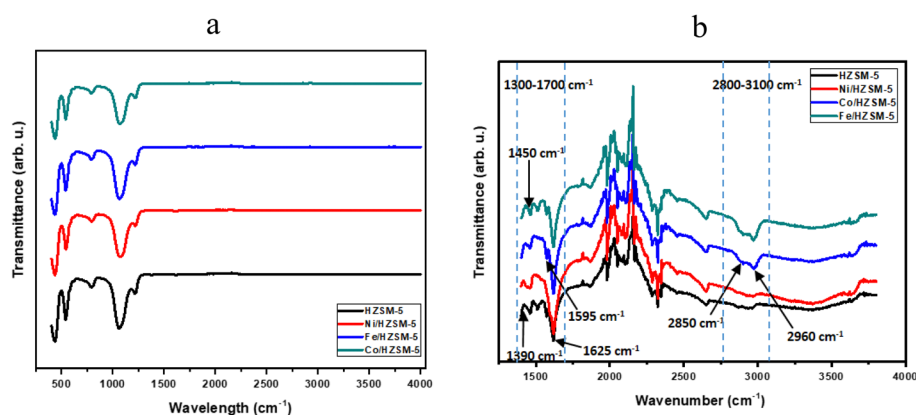 a
Transmittance (arb. u.)
HZSM-5
Ni/HZSM-5
Fe/HZSM-5
Co/HZSM-5
500 1000 1500 2000 2500 3000 3500 4000
Wavelength (cm⁻¹)
b
Transmittance (arb. u.)
1300-1700 cm⁻¹
2800-3100 cm⁻¹
HZSM-5
Ni/HZSM-5
Co/HZSM-5
Fe/HZSM-5
1450 cm⁻¹
1595 cm⁻¹
2850 cm⁻¹
2960 cm⁻¹
1390 cm⁻¹
1625 cm⁻¹
1500 2000 2500 3000 3500 4000
Wavenumber (cm⁻¹)